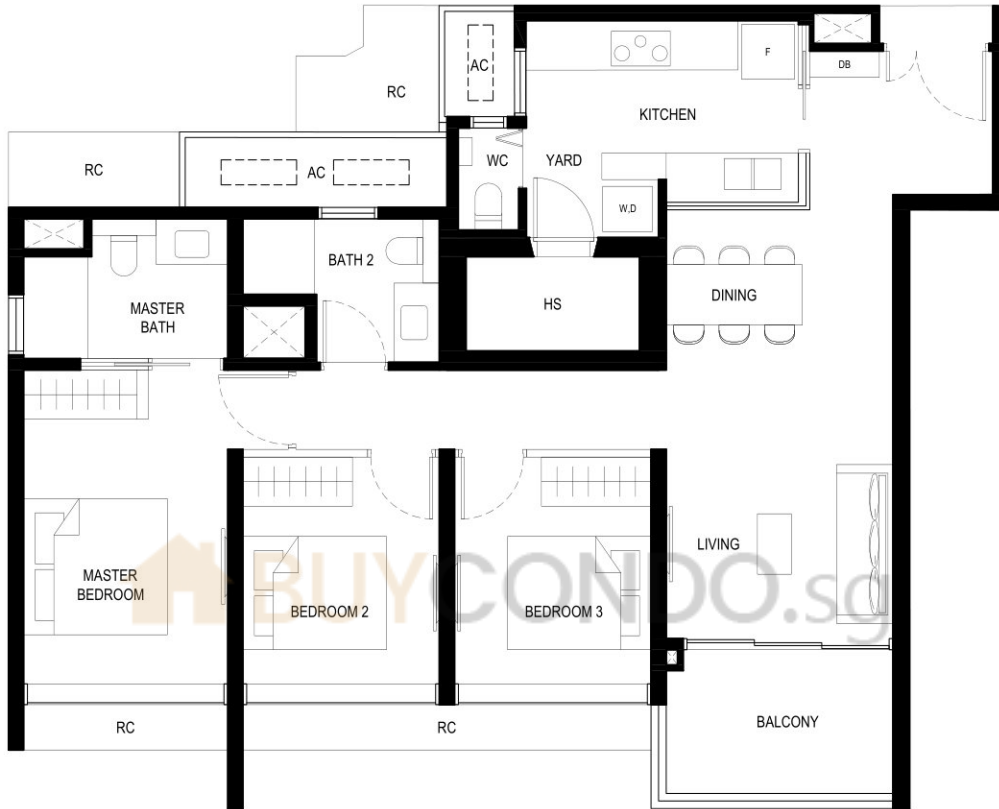 AC
F
DB
RC
KITCHEN
RC
AC
WC
YARD
W,D
BATH 2
MASTER
BATH
HS
DINING
LIVING
MASTER
BEDROOM
BEDROOM 2
BEDROOM 3
BUYCONDO.sg
RC
RC
BALCONY